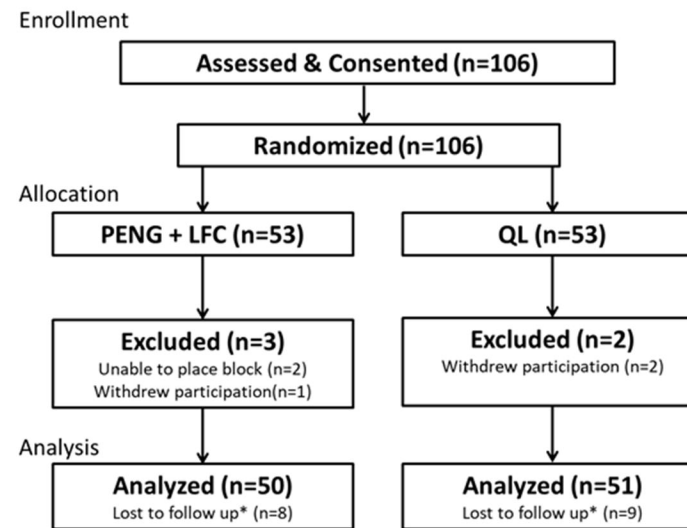 Enrollment
Assessed & Consented (n=106)
Randomized (n=106)
Allocation
PENG + LFC (n=53)
QL (n=53)
Excluded (n=3)
Unable to place block (n=2)
Withdrew participation(n=1)
Excluded (n=2)
Withdrew participation (n=2)
Analysis
Analyzed (n=50)
Lost to follow up* (n=8)
Analyzed (n=51)
Lost to follow up* (n=9)